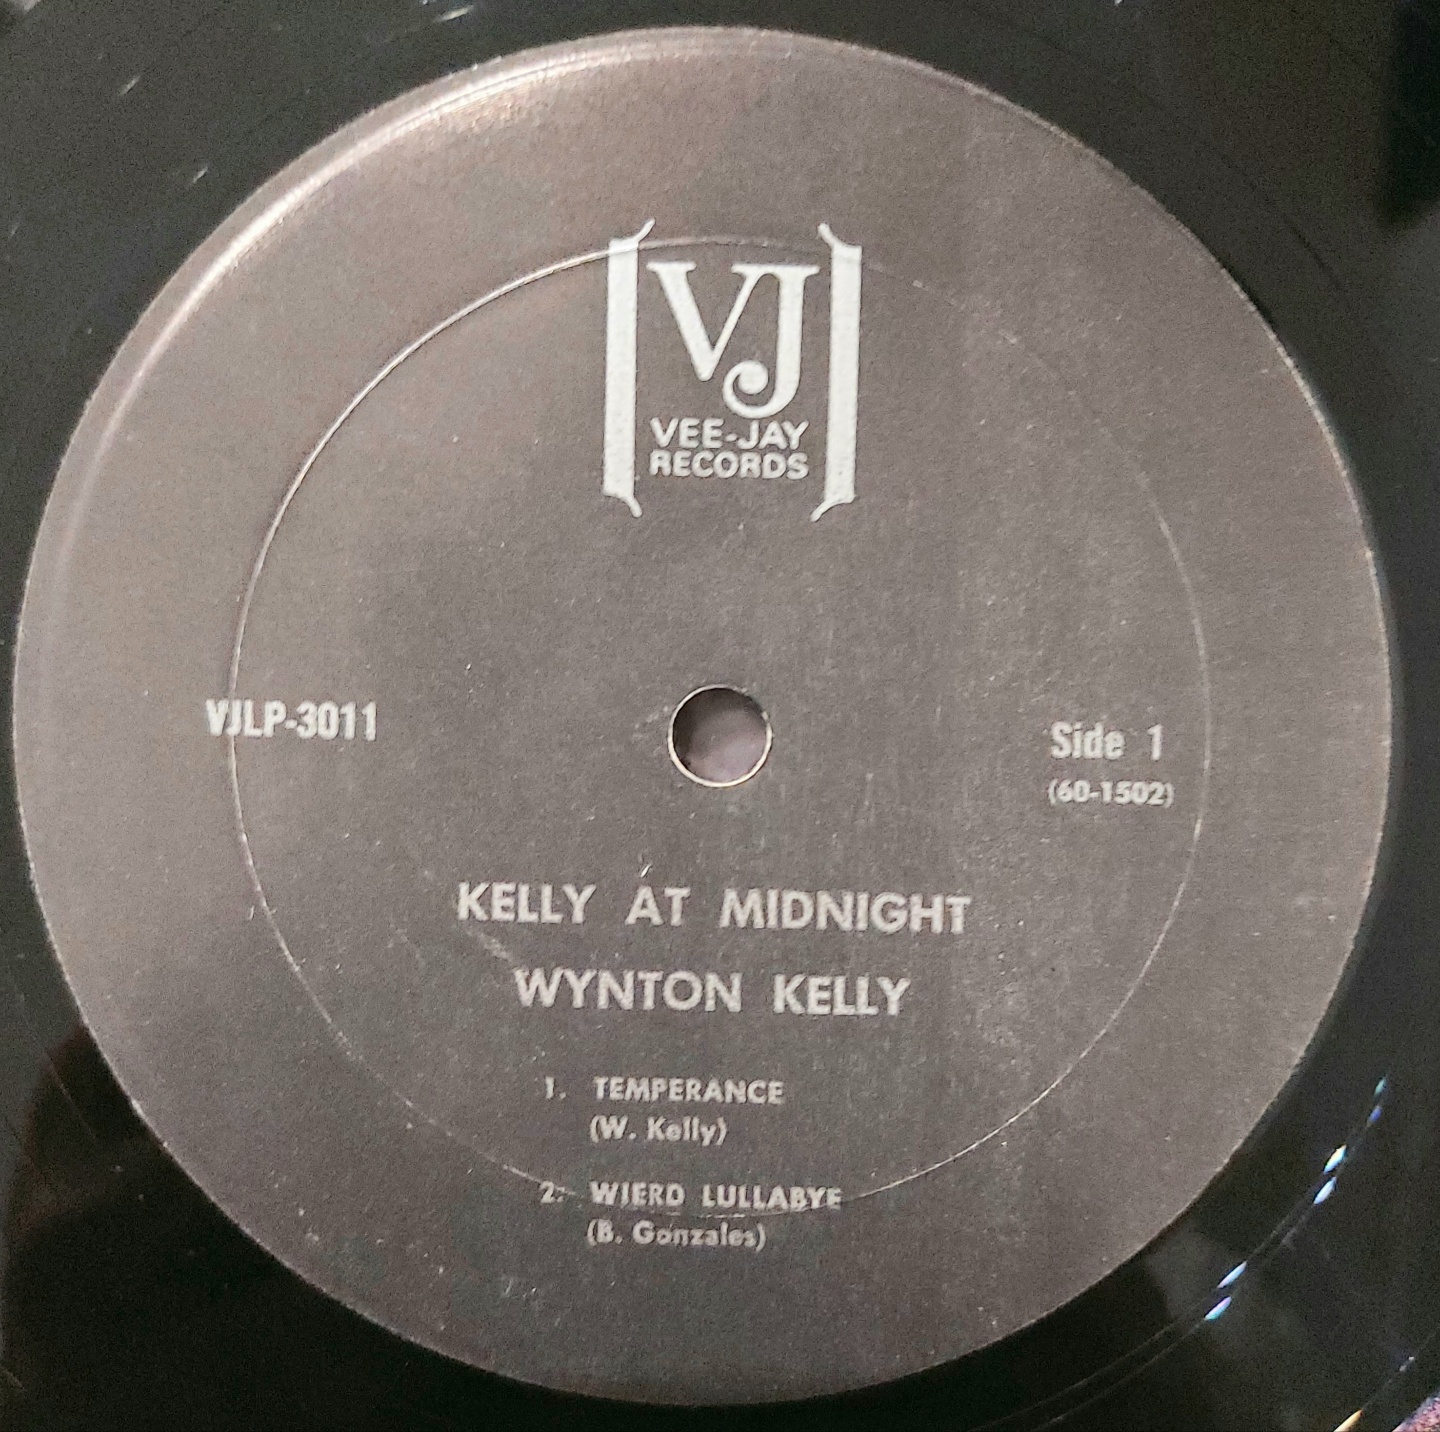 VJ
VEE-JAY
RECORDS
VJLP-3011
Side 1
(60-1502)
KELLY AT MIDNIGHT
WYNTON KELLY
1. TEMPERANCE
(W. Kelly)
2. WIERD LULLABYE
(B. Gonzales)